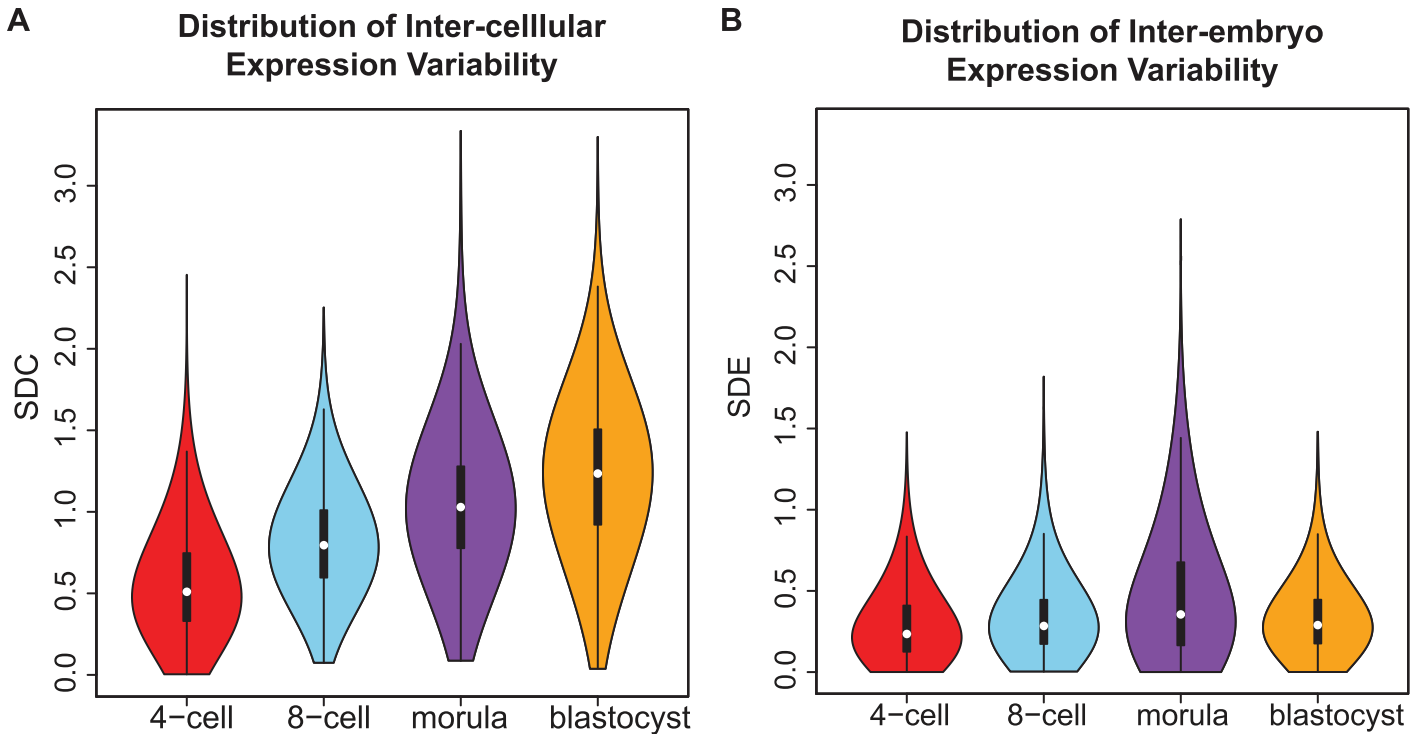 A
Distribution of Inter-celllular
Expression Variability
SDC
3.0
2.5
2.0
1.5
1.0
0.5
0.0
4−cell
8−cell
morula
blastocyst
B
Distribution of Inter-embryo
Expression Variability
SDE
3.0
2.5
2.0
1.5
1.0
0.5
0.0
4−cell
8−cell
morula
blastocyst